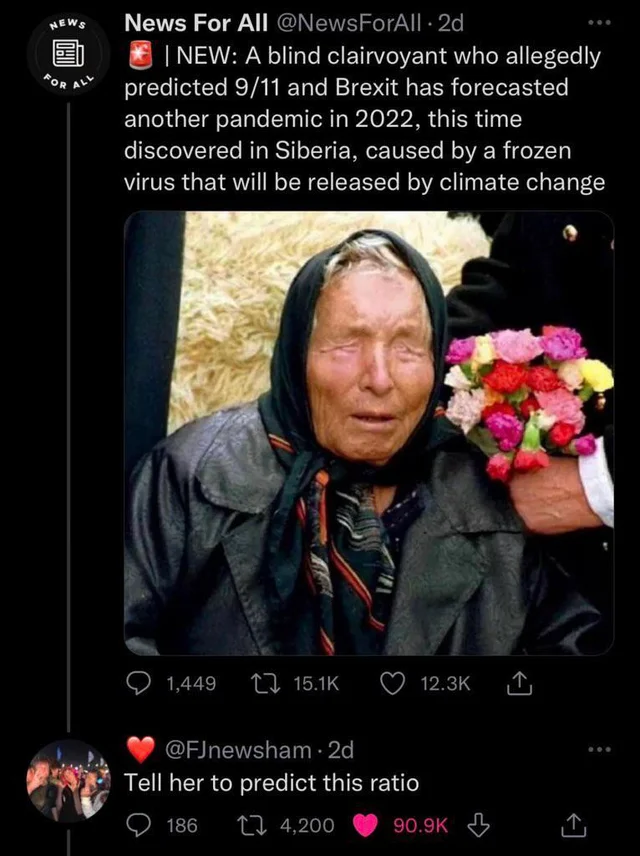 NEWS
FOR ALL
News For All @NewsForAll · 2d
🚨 | NEW: A blind clairvoyant who allegedly
predicted 9/11 and Brexit has forecasted
another pandemic in 2022, this time
discovered in Siberia, caused by a frozen
virus that will be released by climate change
1,449 15.1K 12.3K
❤️ @FJnewsham · 2d
Tell her to predict this ratio
186 4,200 90.9K